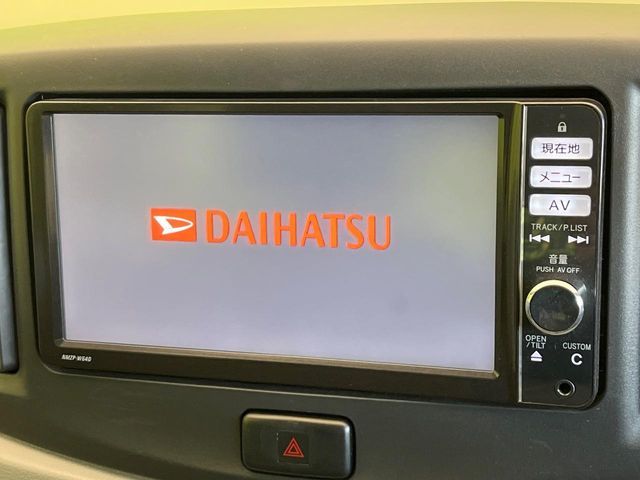 DAIHATSU
現在地
メニュー
AV
TRACK/P.LIST
音量
PUSH AV OFF
OPEN
/TILT
CUSTOM
C
NMZP-W64D